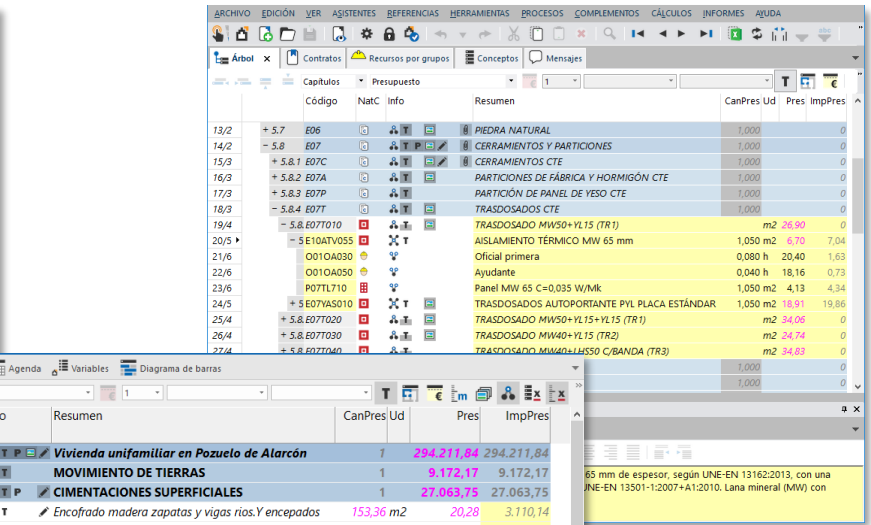 ARCHIVO EDICIÓN VER ASISTENTES REFERENCIAS HERRAMIENTAS PROCESOS COMPLEMENTOS CÁLCULOS INFORMES AYUDA
Árbol x Contratos Recursos por grupos Conceptos Mensajes
Capítulos Presupuesto 1 T €
Código NatC Info Resumen CanPres Ud Pres ImpPres
13/2 + 5.7 E06 T PIEDRA NATURAL 1,000 0
14/2 − 5.8 E07 T P CERRAMIENTOS Y PARTICIONES 1,000 0
15/3 + 5.8.1 E07C T CERRAMIENTOS CTE 1,000 0
16/3 + 5.8.2 E07A T PARTICIONES DE FÁBRICA Y HORMIGÓN CTE 1,000 0
17/3 + 5.8.3 E07P T PARTICIÓN DE PANEL DE YESO CTE 1,000 0
18/3 − 5.8.4 E07T T TRASDOSADOS CTE 1,000 0
19/4 − 5.8. E07T010 T TRASDOSADO MW50+YL15 (TR1) m2 26,90 0
20/5 − 5 E10ATV055 T AISLAMIENTO TÉRMICO MW 65 mm 1,050 m2 6,70 7,04
21/6 O01OA030 Oficial primera 0,080 h 20,40 1,63
22/6 O01OA050 Ayudante 0,040 h 18,16 0,73
23/6 P07TL710 Panel MW 65 C=0,035 W/Mk 1,050 m2 4,13 4,34
24/5 + 5 E07YAS010 T TRASDOSADOS AUTOPORTANTE PYL PLACA ESTÁNDAR 1,050 m2 18,91 19,86
25/4 + 5.8. E07T020 T TRASDOSADO MW50+YL15+YL15 (TR1) m2 34,06 0
26/4 + 5.8. E07T030 T TRASDOSADO MW40+YL15 (TR2) m2 24,74 0
27/4 + 5.8. E07T040 T TRASDOSADO MW40+LHS50 C/BANDA (TR3) m2 34,83 0
1,000 0
1,000 0
Agenda Variables Diagrama de barras
1 T € m x x
Resumen CanPres Ud Pres ImpPres
T P Vivienda unifamiliar en Pozuelo de Alarcón 1 294.211,84 294.211,84
T MOVIMIENTO DE TIERRAS 1 9.172,17 9.172,17
T P CIMENTACIONES SUPERFICIALES 1 27.063,75 27.063,75
T Encofrado madera zapatas y vigas rios.Y encepados 153,36 m2 20,28 3.110,14
65 mm de espesor, según UNE-EN 13162:2013, con una
UNE-EN 13501-1:2007+A1:2010. Lana mineral (MW) con